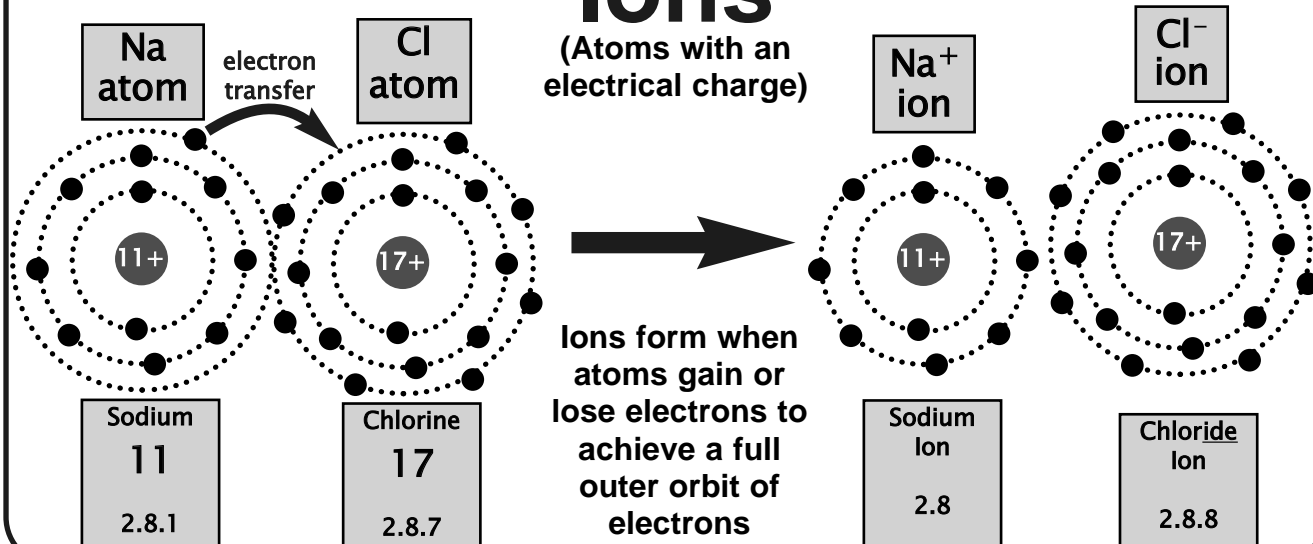 Ions
(Atoms with an
electrical charge)
Na
atom
electron
transfer
Cl
atom
Na⁺
ion
Cl⁻
ion
11+
17+
11+
17+
Ions form when
atoms gain or
lose electrons to
achieve a full
outer orbit of
electrons
Sodium
11
2.8.1
Chlorine
17
2.8.7
Sodium
Ion
2.8
Chloride
Ion
2.8.8